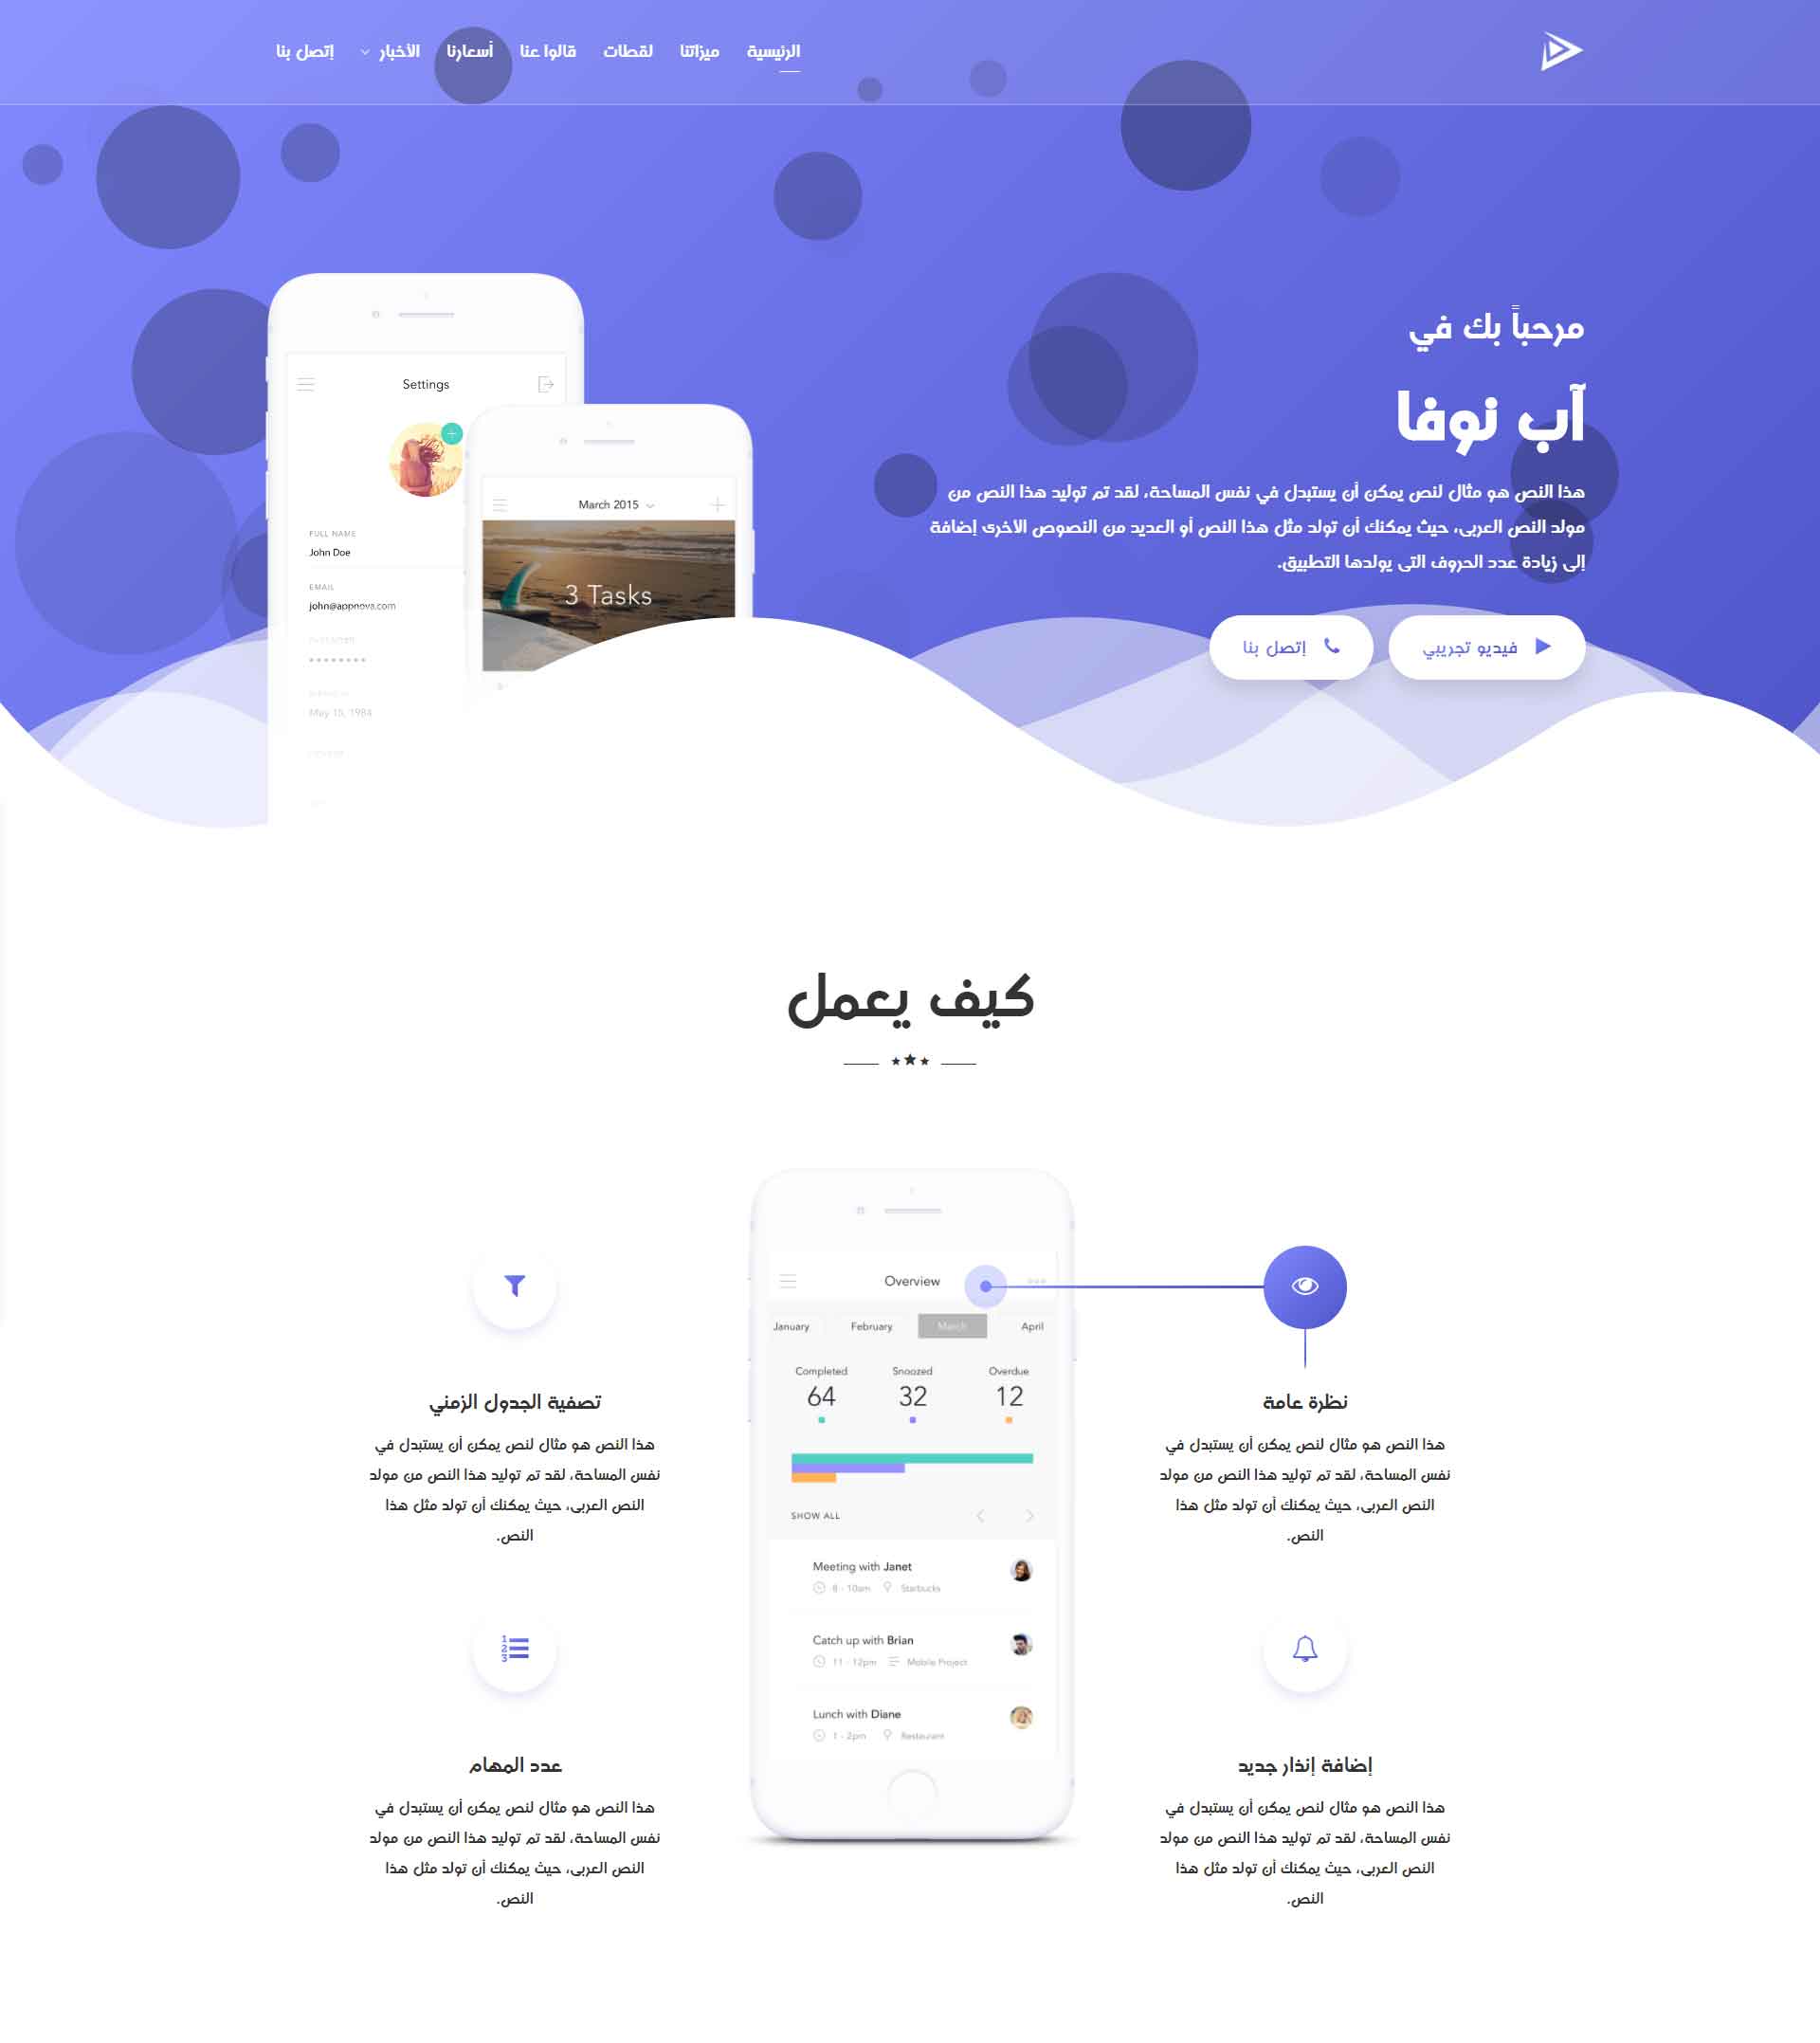 الرئيسية
ميزاتنا
لقطات
قالوا عنا
أسعارنا
الأخبار
إتصل بنا
مرحباً بك في
آب نوفا
هذا النص هو مثال لنص يمكن أن يستبدل في نفس المساحة، لقد تم توليد هذا النص من
مولد النص العربى، حيث يمكنك أن تولد مثل هذا النص أو العديد من النصوص الأخرى إضافة
إلى زيادة عدد الحروف التى يولدها التطبيق.
فيديو تجريبي
إتصل بنا
Settings
FULL NAME
John Doe
EMAIL
john@appnova.com
May 15, 1984
March 2015
3 Tasks
كيف يعمل
نظرة عامة
هذا النص هو مثال لنص يمكن أن يستبدل في
نفس المساحة، لقد تم توليد هذا النص من مولد
النص العربى، حيث يمكنك أن تولد مثل هذا
النص.
إضافة إنذار جديد
هذا النص هو مثال لنص يمكن أن يستبدل في
نفس المساحة، لقد تم توليد هذا النص من مولد
النص العربى، حيث يمكنك أن تولد مثل هذا
النص.
Overview
January February March April
Completed Snoozed Overdue
64 32 12
SHOW ALL
Meeting with Janet
8 - 10am Starbucks
Catch up with Brian
11 - 12pm Mobile Project
Lunch with Diane
1 - 2pm Restaurant
تصفية الجدول الزمني
هذا النص هو مثال لنص يمكن أن يستبدل في
نفس المساحة، لقد تم توليد هذا النص من مولد
النص العربى، حيث يمكنك أن تولد مثل هذا
النص.
عدد المهام
هذا النص هو مثال لنص يمكن أن يستبدل في
نفس المساحة، لقد تم توليد هذا النص من مولد
النص العربى، حيث يمكنك أن تولد مثل هذا
النص.